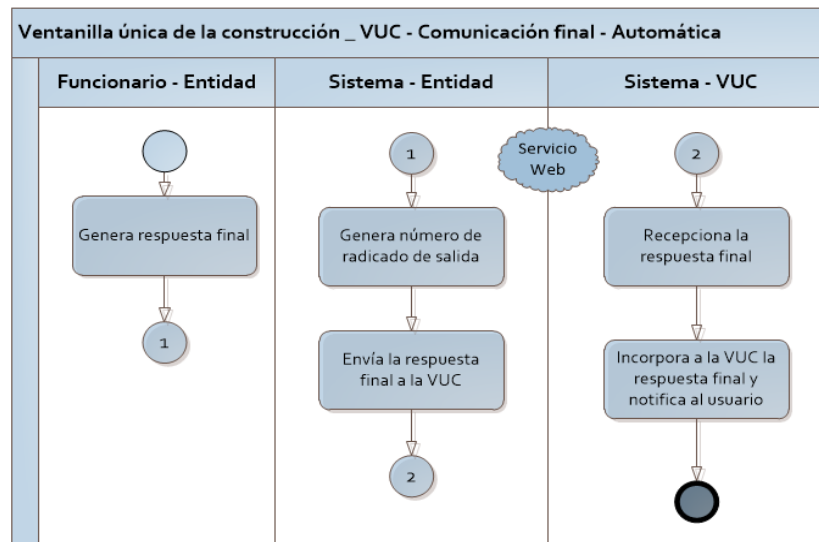 Ventanilla única de la construcción _ VUC - Comunicación final - Automática
Funcionario - Entidad
Sistema - Entidad
Sistema - VUC
Genera respuesta final
1
1
Genera número de
radicado de salida
Envía la respuesta
final a la VUC
2
Servicio
Web
2
Recepciona la
respuesta final
Incorpora a la VUC la
respuesta final y
notifica al usuario